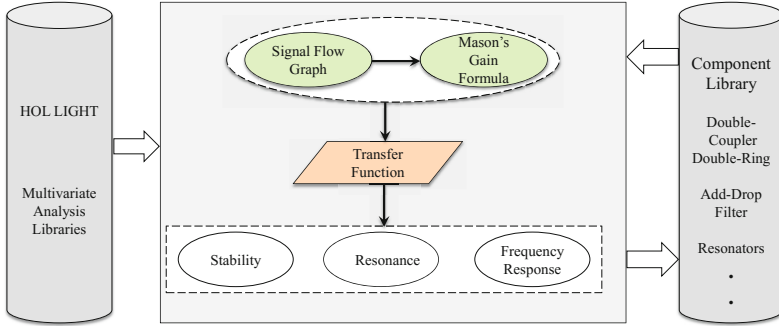 HOL LIGHT
Multivariate
Analysis
Libraries
Signal Flow
Graph
Mason's
Gain
Formula
Transfer
Function
Stability
Resonance
Frequency
Response
Component
Library
Double-
Coupler
Double-Ring
Add-Drop
Filter
Resonators